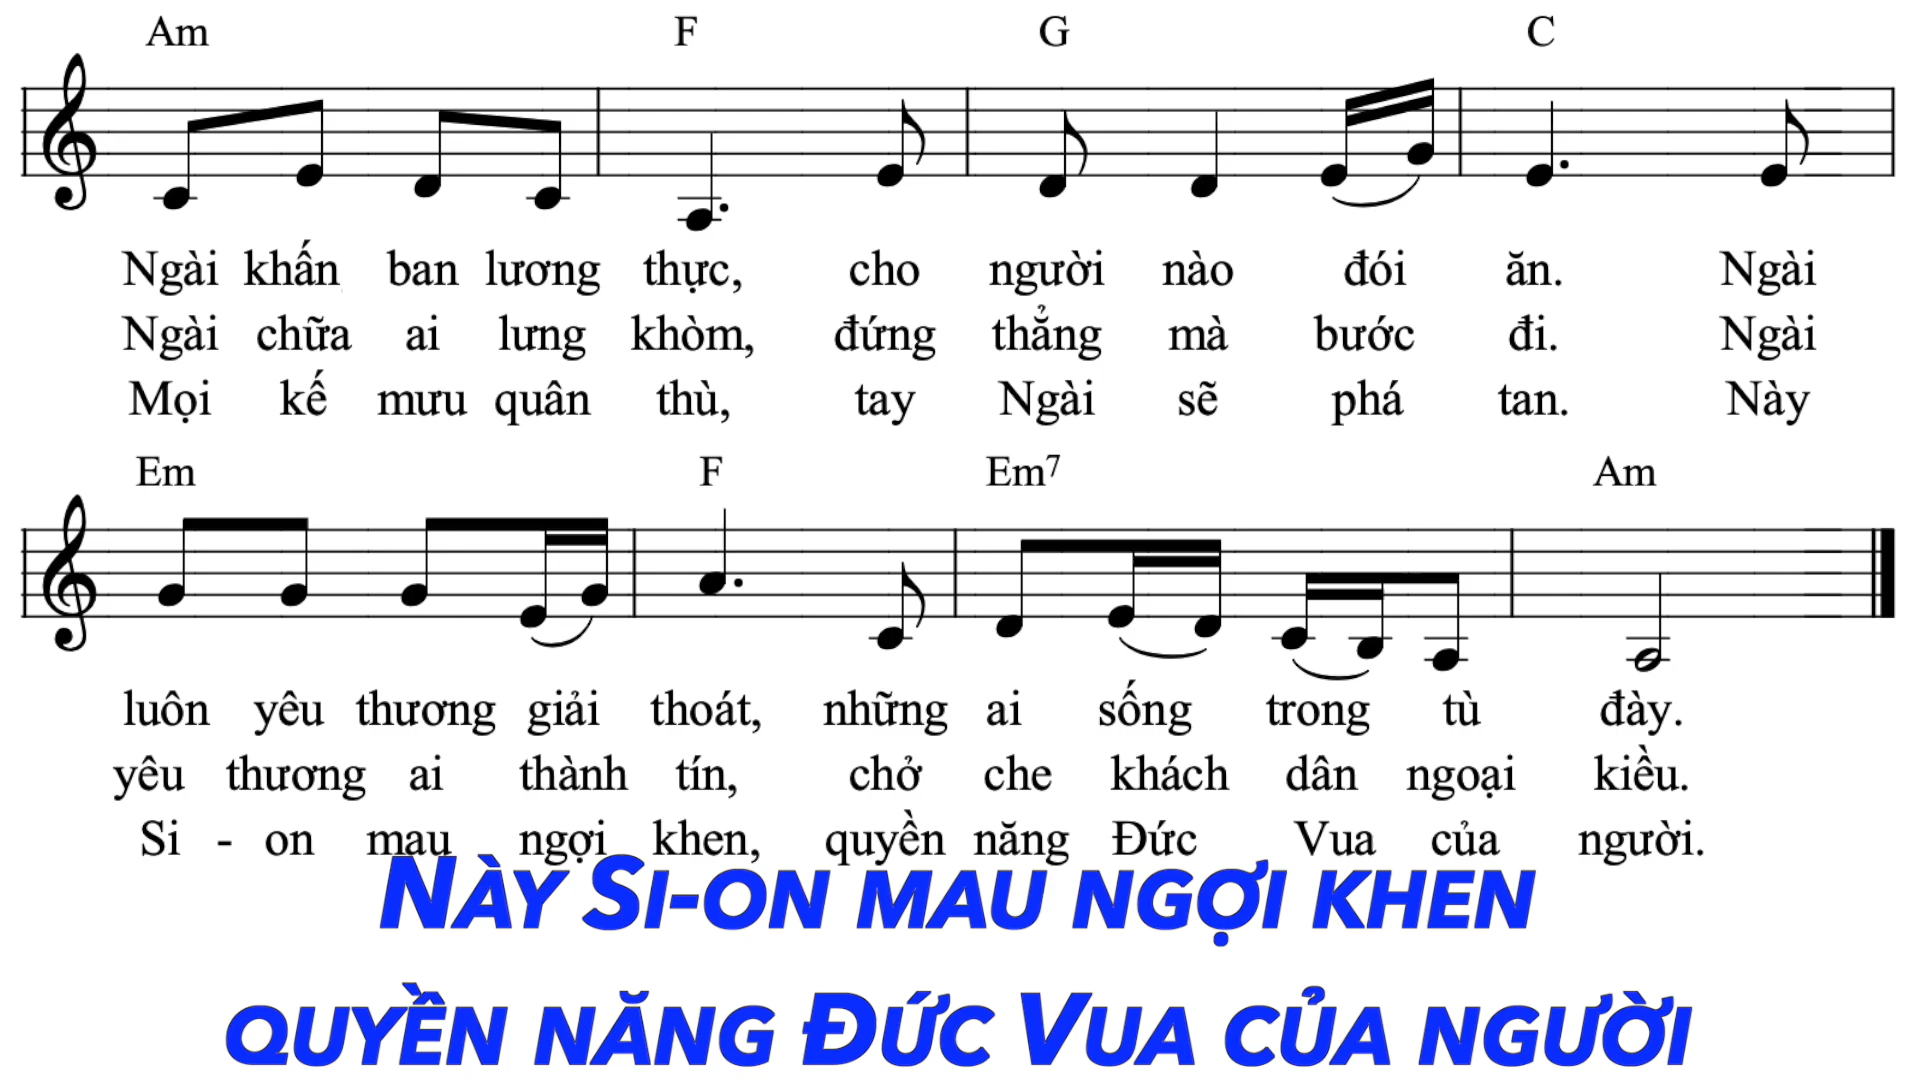 Am F G C
Ngài khấn ban lương thực, cho người nào đói ăn. Ngài
Ngài chữa ai lưng khòm, đứng thẳng mà bước đi. Ngài
Mọi kế mưu quân thù, tay Ngài sẽ phá tan. Này
Em F Em7 Am
luôn yêu thương giải thoát, những ai sống trong tù đày.
yêu thương ai thành tín, chở che khách dân ngoại kiều.
Si - on mau ngợi khen, quyền năng Đức Vua của người.
NÀY SI-ON MAU NGỢI KHEN
QUYỀN NĂNG ĐỨC VUA CỦA NGƯỜI